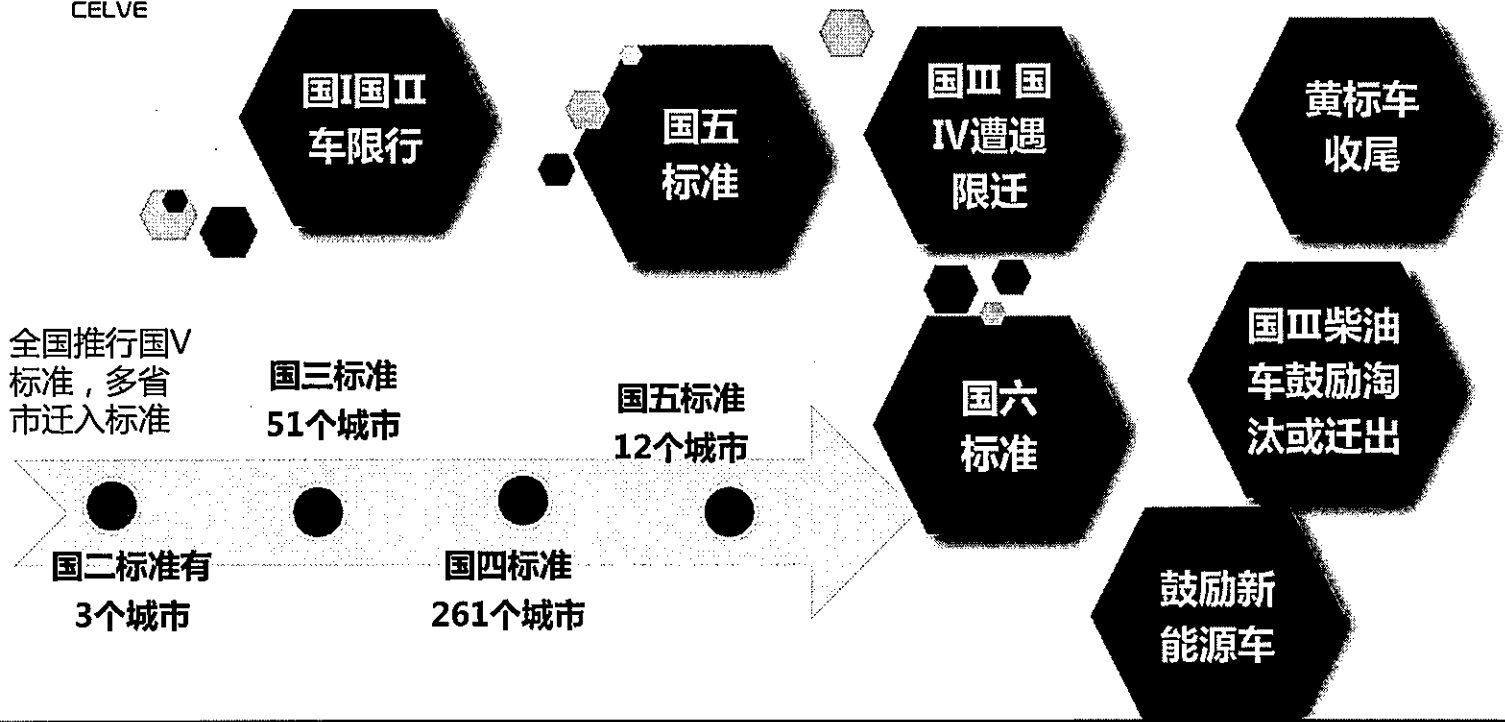 CELVE
国I国II
车限行
国五
标准
国III 国
IV遭遇
限迁
黄标车
收尾
全国推行国V
标准，多省
市迁入标准
国三标准
51个城市
国五标准
12个城市
国二标准有
3个城市
国四标准
261个城市
国六
标准
国III柴油
车鼓励淘
汰或迁出
鼓励新
能源车